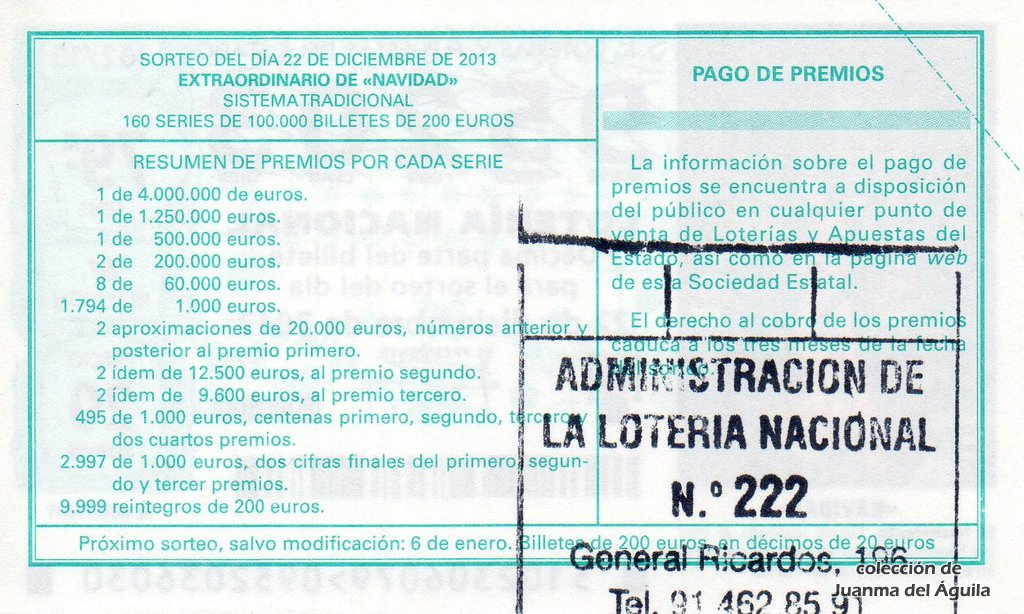 SORTEO DEL DÍA 22 DE DICIEMBRE DE 2013
EXTRAORDINARIO DE «NAVIDAD»
SISTEMA TRADICIONAL
160 SERIES DE 100.000 BILLETES DE 200 EUROS
RESUMEN DE PREMIOS POR CADA SERIE
1 de 4.000.000 de euros.
1 de 1.250.000 euros.
1 de 500.000 euros.
2 de 200.000 euros.
8 de 60.000 euros.
1.794 de 1.000 euros.
2 aproximaciones de 20.000 euros, números anterior y
posterior al premio primero.
2 ídem de 12.500 euros, al premio segundo.
2 ídem de 9.600 euros, al premio tercero.
495 de 1.000 euros, centenas primero, segundo, tercero y
dos cuartos premios.
2.997 de 1.000 euros, dos cifras finales del primero, segun-
do y tercer premios.
9.999 reintegros de 200 euros.
PAGO DE PREMIOS
La información sobre el pago de
premios se encuentra a disposición
del público en cualquier punto de
venta de Loterías y Apuestas del
Estado, así como en la página web
de esta Sociedad Estatal.
El derecho al cobro de los premios
caduca a los tres meses de la fecha
del sorteo.
Próximo sorteo, salvo modificación: 6 de enero. Billetes de 200 euros, en décimos de 20 euros
ADMINISTRACION DE
LA LOTERIA NACIONAL
N.º 222
General Ricardos, 196
Tel. 91 462 85 91
colección de
Juanma del Águila